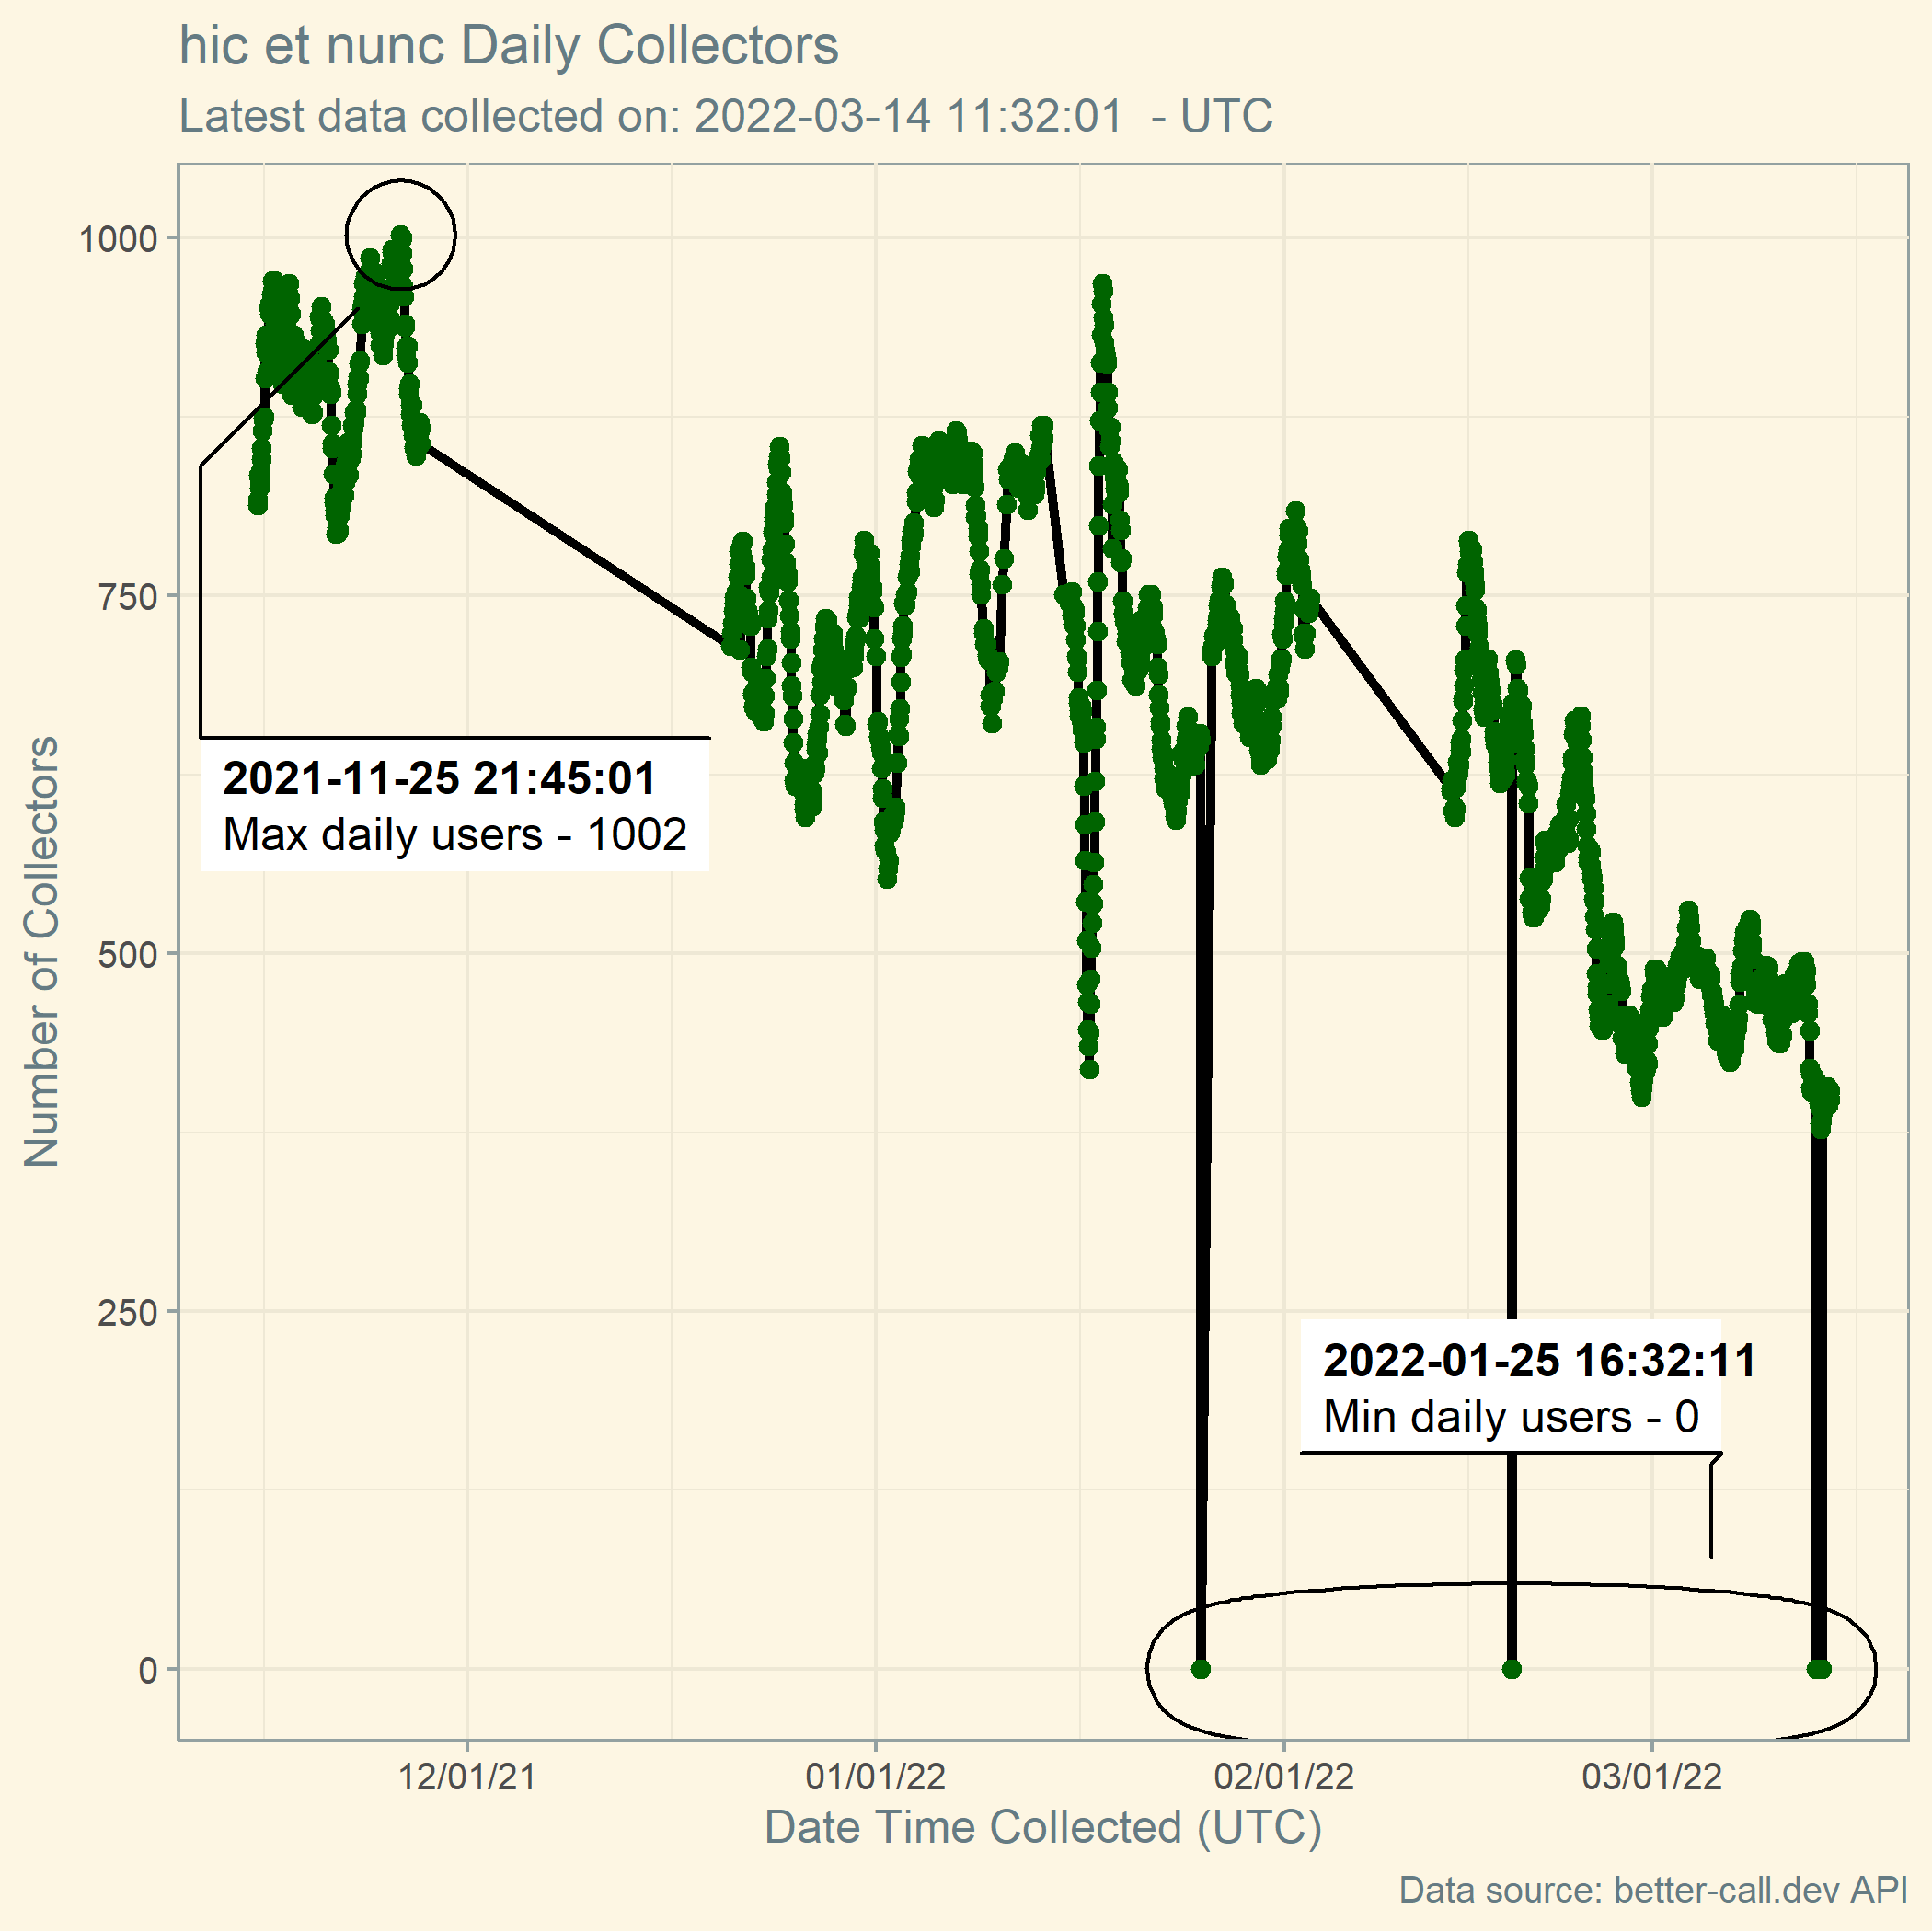 hic et nunc Daily Collectors
Latest data collected on: 2022-03-14 11:32:01  - UTC
Number of Collectors
1000
750
500
250
0
2021-11-25 21:45:01
Max daily users - 1002
2022-01-25 16:32:11
Min daily users - 0
12/01/21
01/01/22
02/01/22
03/01/22
Date Time Collected (UTC)
Data source: better-call.dev API